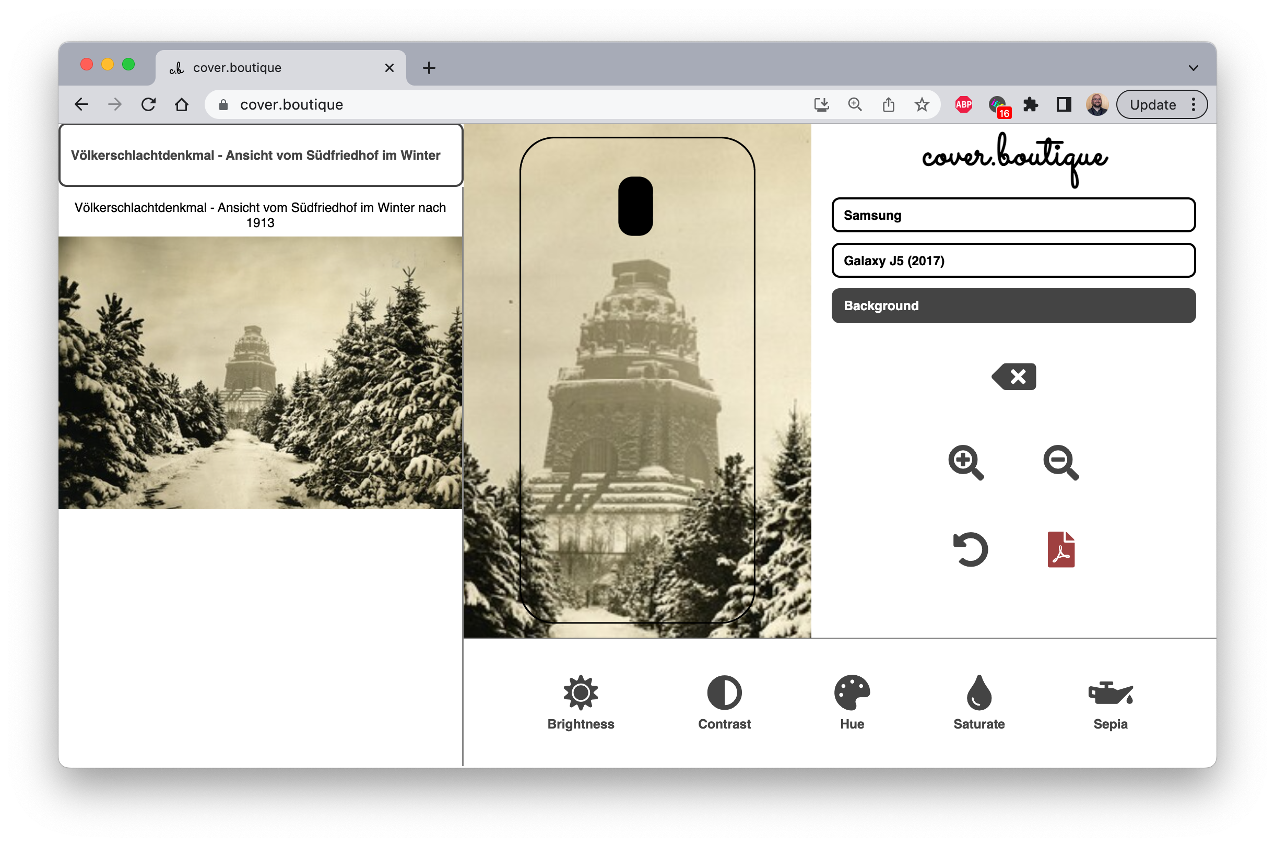 c.b cover.boutique
cover.boutique
ABP
16
Update
Völkerschlachtdenkmal - Ansicht vom Südfriedhof im Winter
Völkerschlachtdenkmal - Ansicht vom Südfriedhof im Winter nach
1913
cover.boutique
Samsung
Galaxy J5 (2017)
Background
Brightness
Contrast
Hue
Saturate
Sepia